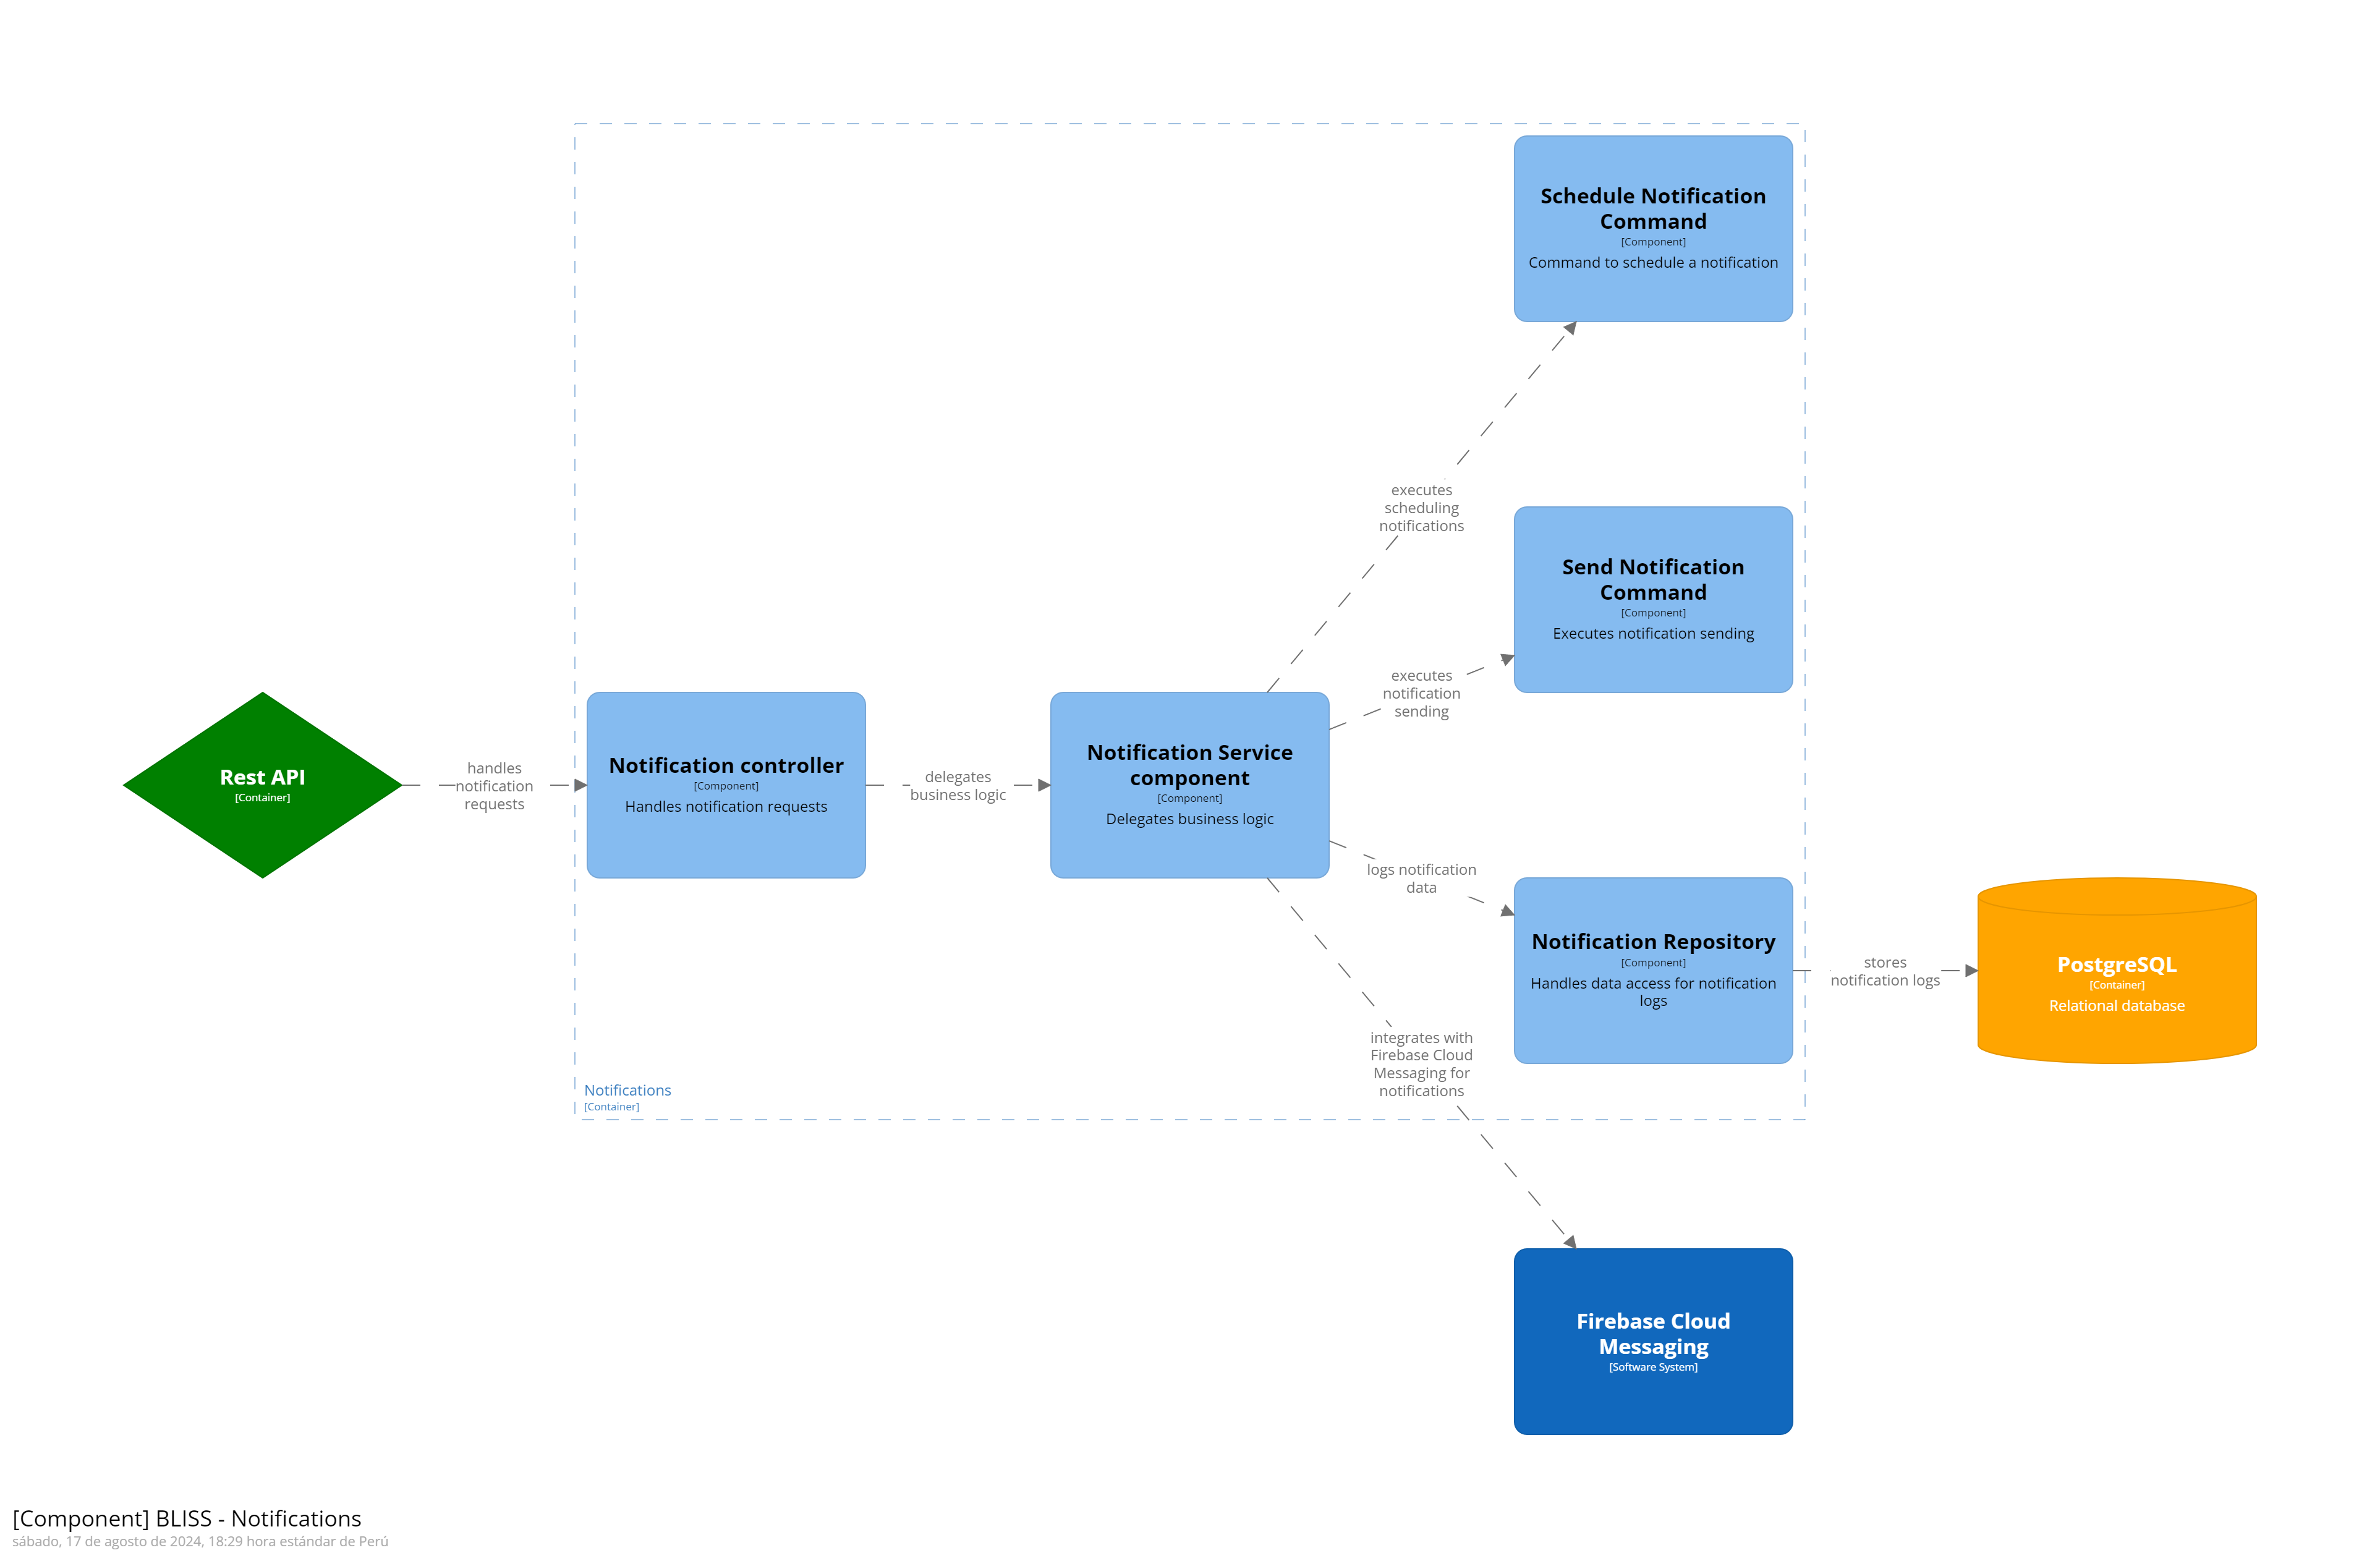 Schedule Notification
Command
[Component]
Command to schedule a notification
executes
scheduling
notifications
Send Notification
Command
[Component]
Executes notification sending
executes
notification
sending
Rest API
[Container]
handles
notification
requests
Notification controller
[Component]
Handles notification requests
delegates
business logic
Notification Service
component
[Component]
Delegates business logic
logs notification
data
Notification Repository
[Component]
Handles data access for notification
logs
stores
notification logs
PostgreSQL
[Container]
Relational database
integrates with
Firebase Cloud
Messaging for
notifications
Notifications
[Container]
Firebase Cloud
Messaging
[Software System]
[Component] BLISS - Notifications
sábado, 17 de agosto de 2024, 18:29 hora estándar de Perú